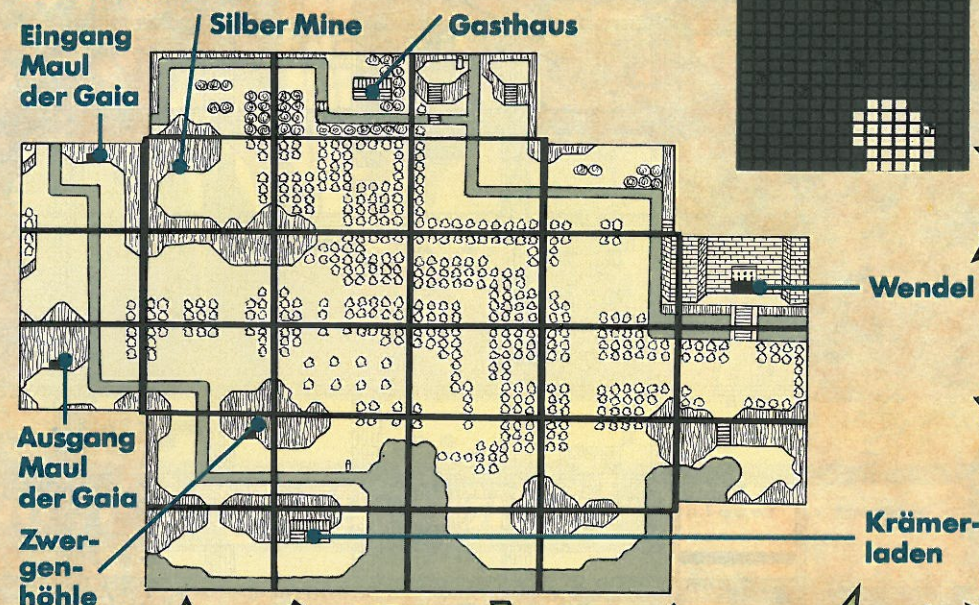 Eingang
Maul
der Gaia
Silber Mine
Gasthaus
Wendel
Ausgang
Maul
der Gaia
Zwer-
gen-
höhle
Krämer-
laden